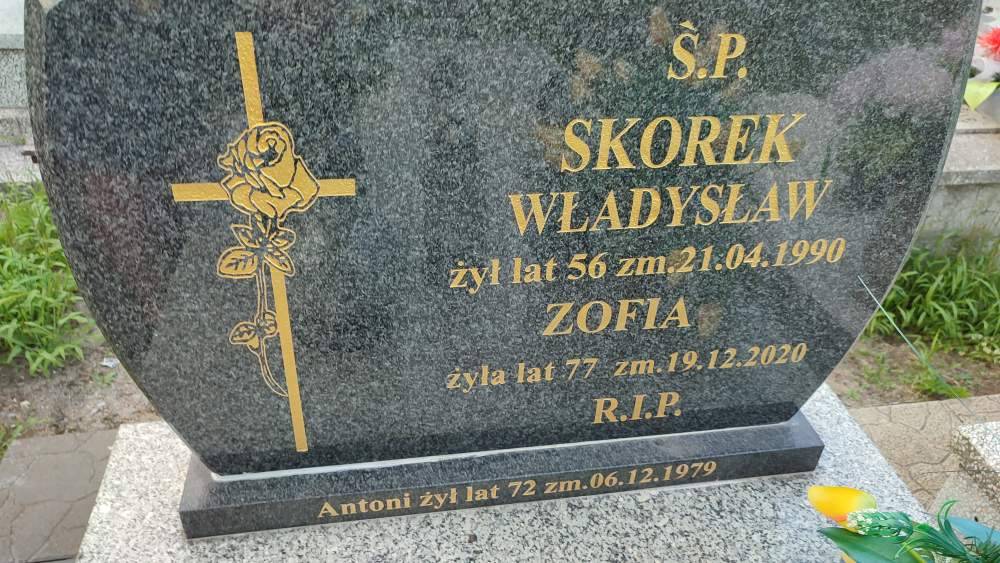 Ś.P.
SKOREK
WŁADYSŁAW
żył lat 56 zm.21.04.1990
ZOFIA
żyła lat 77 zm.19.12.2020
R.I.P.
Antoni żył lat 72 zm.06.12.1979